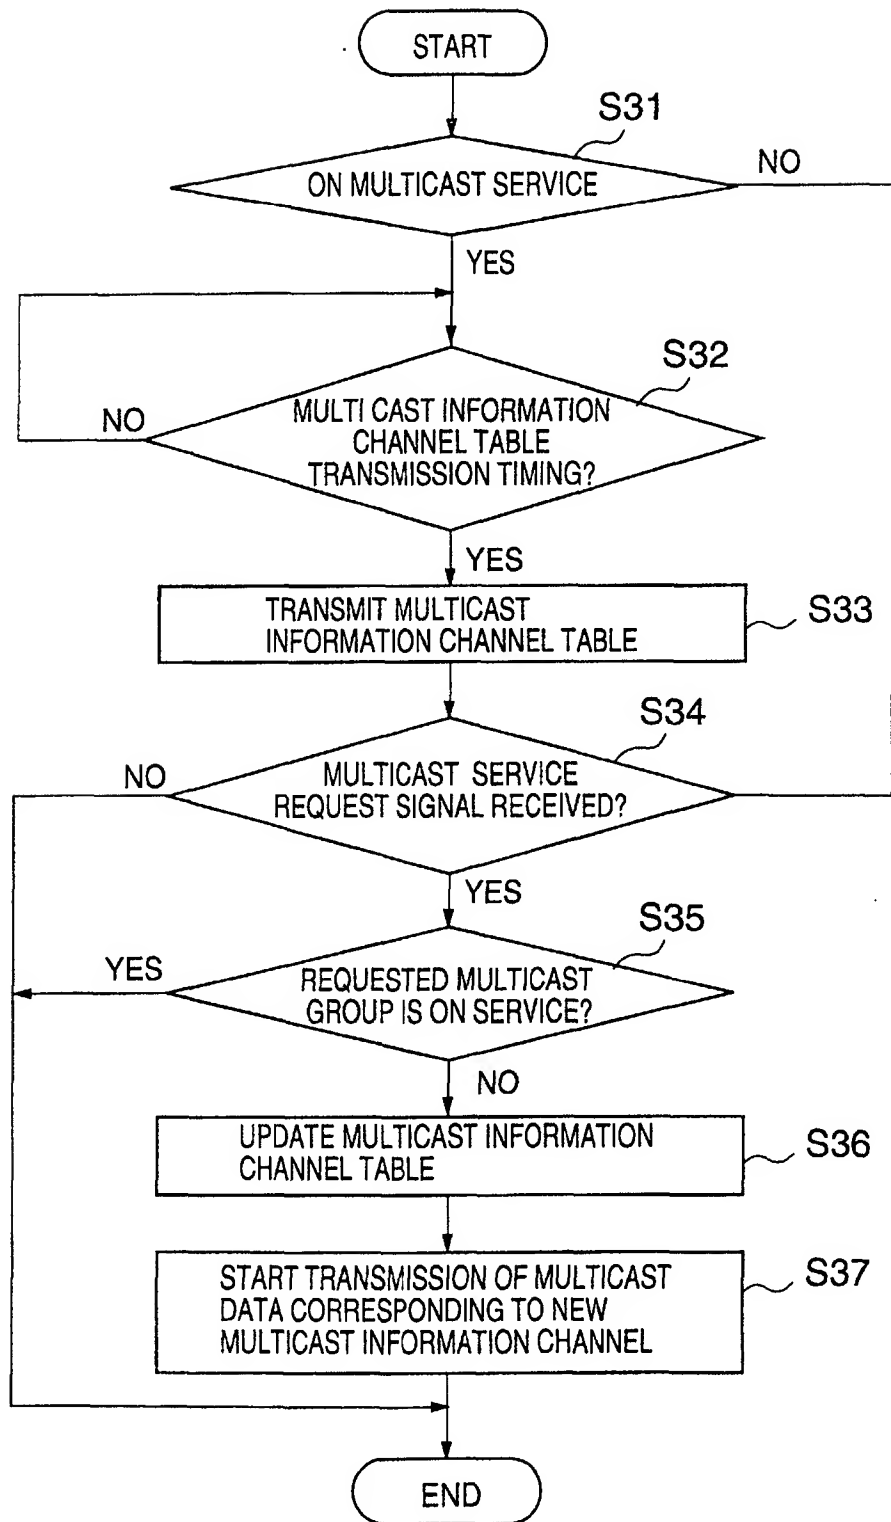 START
S31
ON MULTICAST SERVICE
NO
YES
S32
MULTI CAST INFORMATION
CHANNEL TABLE
TRANSMISSION TIMING?
NO
YES
TRANSMIT MULTICAST
INFORMATION CHANNEL TABLE
S33
S34
NO
MULTICAST SERVICE
REQUEST SIGNAL RECEIVED?
YES
S35
YES
REQUESTED MULTICAST
GROUP IS ON SERVICE?
NO
UPDATE MULTICAST INFORMATION
CHANNEL TABLE
S36
START TRANSMISSION OF MULTICAST
DATA CORRESPONDING TO NEW
MULTICAST INFORMATION CHANNEL
S37
END